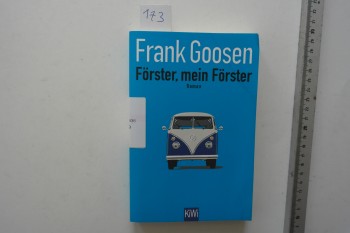 173
Frank Goosen
Förster, mein Förster
Roman
KiWi